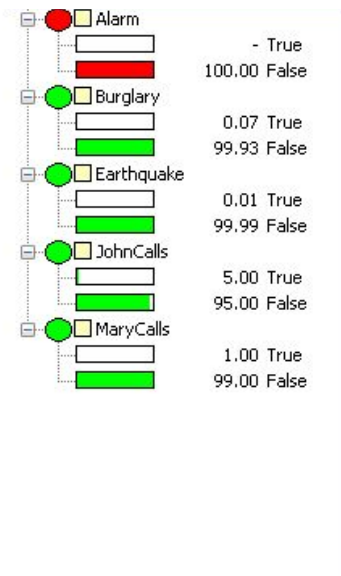 Alarm
- True
100.00 False
Burglary
0.07 True
99.93 False
Earthquake
0.01 True
99.99 False
JohnCalls
5.00 True
95.00 False
MaryCalls
1.00 True
99.00 False